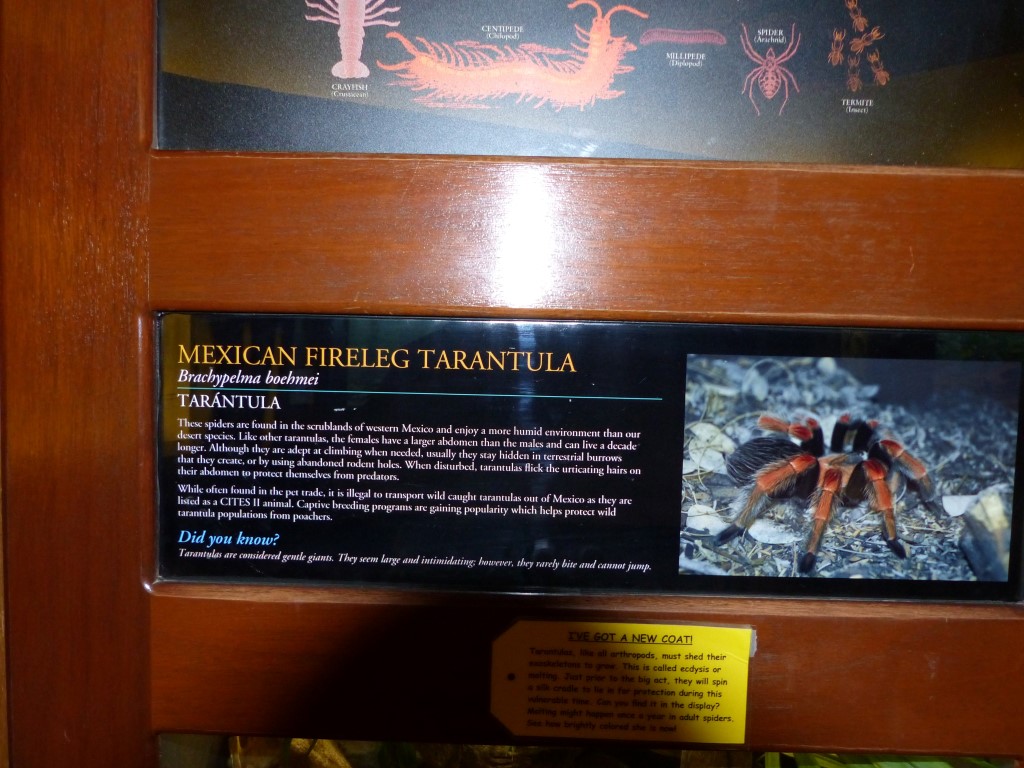 CRAYFISH
(Crustacean)
CENTIPEDE
(Chilopod)
MILLIPEDE
(Diplopod)
SPIDER
(Arachnid)
TERMITE
(Insect)
MEXICAN FIRELEG TARANTULA
Brachypelma boehmei
TARÁNTULA
These spiders are found in the scrublands of western Mexico and enjoy a more humid environment than our
desert species. Like other tarantulas, the females have a larger abdomen than the males and can live a decade
longer. Although they are adept at climbing when needed, usually they stay hidden in terrestrial burrows
that they create, or by using abandoned rodent holes. When disturbed, tarantulas flick the urticating hairs on
their abdomen to protect themselves from predators.
While often found in the pet trade, it is illegal to transport wild caught tarantulas out of Mexico as they are
listed as a CITES II animal. Captive breeding programs are gaining popularity which helps protect wild
tarantula populations from poachers.
Did you know?
Tarantulas are considered gentle giants. They seem large and intimidating; however, they rarely bite and cannot jump.
I'VE GOT A NEW COAT!
Tarantulas, like all arthropods, must shed their
exoskeletons to grow. This is called ecdysis or
molting. Just prior to the big act, they will spin
a silk cradle to lie in for protection during this
vulnerable time. Can you find it in the display?
Molting might happen once a year in adult spiders.
See how brightly colored she is now!